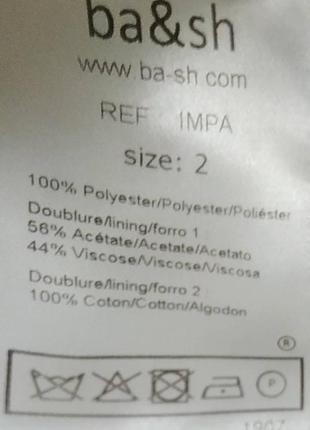 ba&sh
www.ba-sh.com
REF IMPA
size: 2
100% Polyester/Polyester/Poliéster
Doublure/lining/forro 1
56% Acétate/Acetate/Acetato
44% Viscose/Viscose/Viscosa
Doublure/lining/forro 2
100% Coton/Cotton/Algodon
®
P